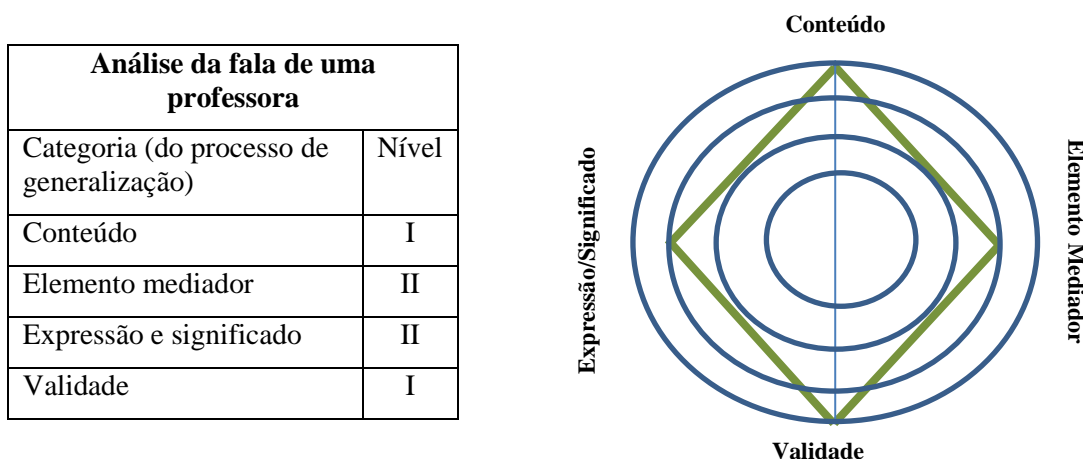 Análise da fala de uma
professora
Categoria (do processo de
generalização)
Nível
Conteúdo
I
Elemento mediador
II
Expressão e significado
II
Validade
I
Conteúdo
Expressão/Significado
Elemento Mediador
Validade